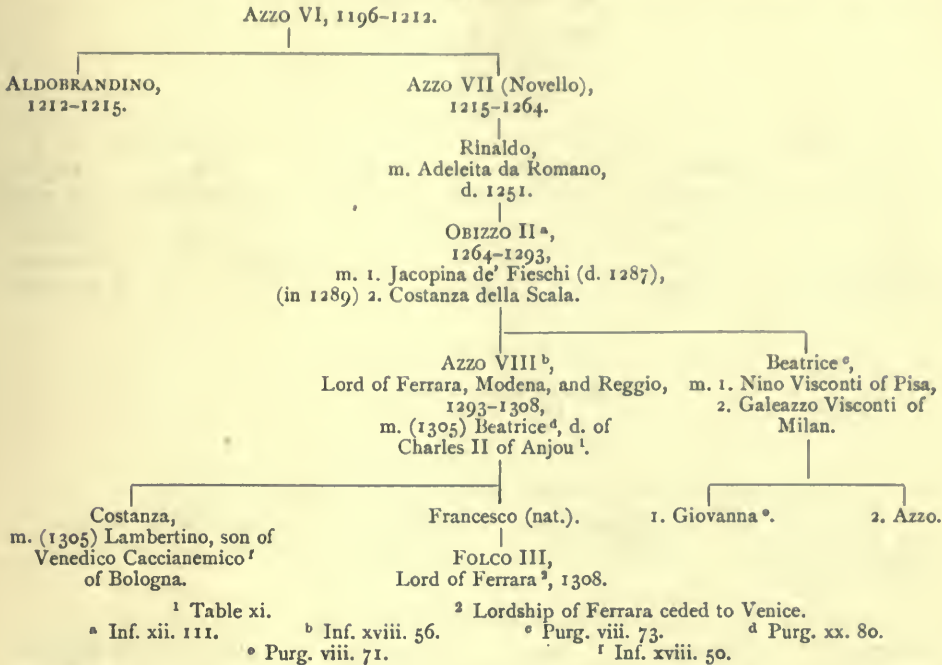 Azzo VI, 1196–1212.
ALDOBRANDINO,
1212–1215.
Azzo VII (Novello),
1215–1264.
Rinaldo,
m. Adeleita da Romano,
d. 1251.
OBIZZO II ᵃ,
1264–1293,
m. 1. Jacopina de' Fieschi (d. 1287),
(in 1289) 2. Costanza della Scala.
Azzo VIII ᵇ,
Lord of Ferrara, Modena, and Reggio,
1293–1308,
m. (1305) Beatrice ᵈ, d. of
Charles II of Anjou ¹.
Beatrice ᶜ,
m. 1. Nino Visconti of Pisa,
2. Galeazzo Visconti of
Milan.
Costanza,
m. (1305) Lambertino, son of
Venedico Caccianemico ᶠ
of Bologna.
Francesco (nat.).
FOLCO III,
Lord of Ferrara ², 1308.
1. Giovanna ᵉ.
2. Azzo.
¹ Table xi. ² Lordship of Ferrara ceded to Venice.
ᵃ Inf. xii. 111. ᵇ Inf. xviii. 56. ᶜ Purg. viii. 73. ᵈ Purg. xx. 80.
ᵉ Purg. viii. 71. ᶠ Inf. xviii. 50.